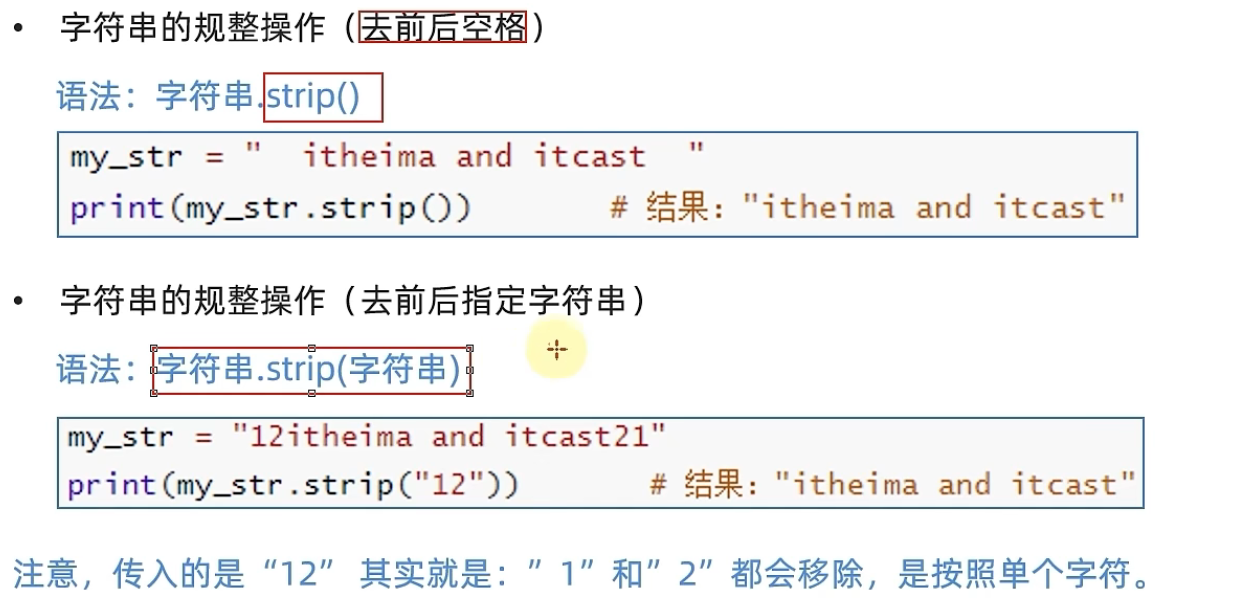 • 字符串的规整操作（去前后空格）
语法：字符串.strip()
my_str = "  itheima and itcast  "
print(my_str.strip())        # 结果："itheima and itcast"
• 字符串的规整操作（去前后指定字符串）
语法：字符串.strip(字符串)
my_str = "12itheima and itcast21"
print(my_str.strip("12"))        # 结果："itheima and itcast"
注意，传入的是“12” 其实就是：”1”和”2”都会移除，是按照单个字符。